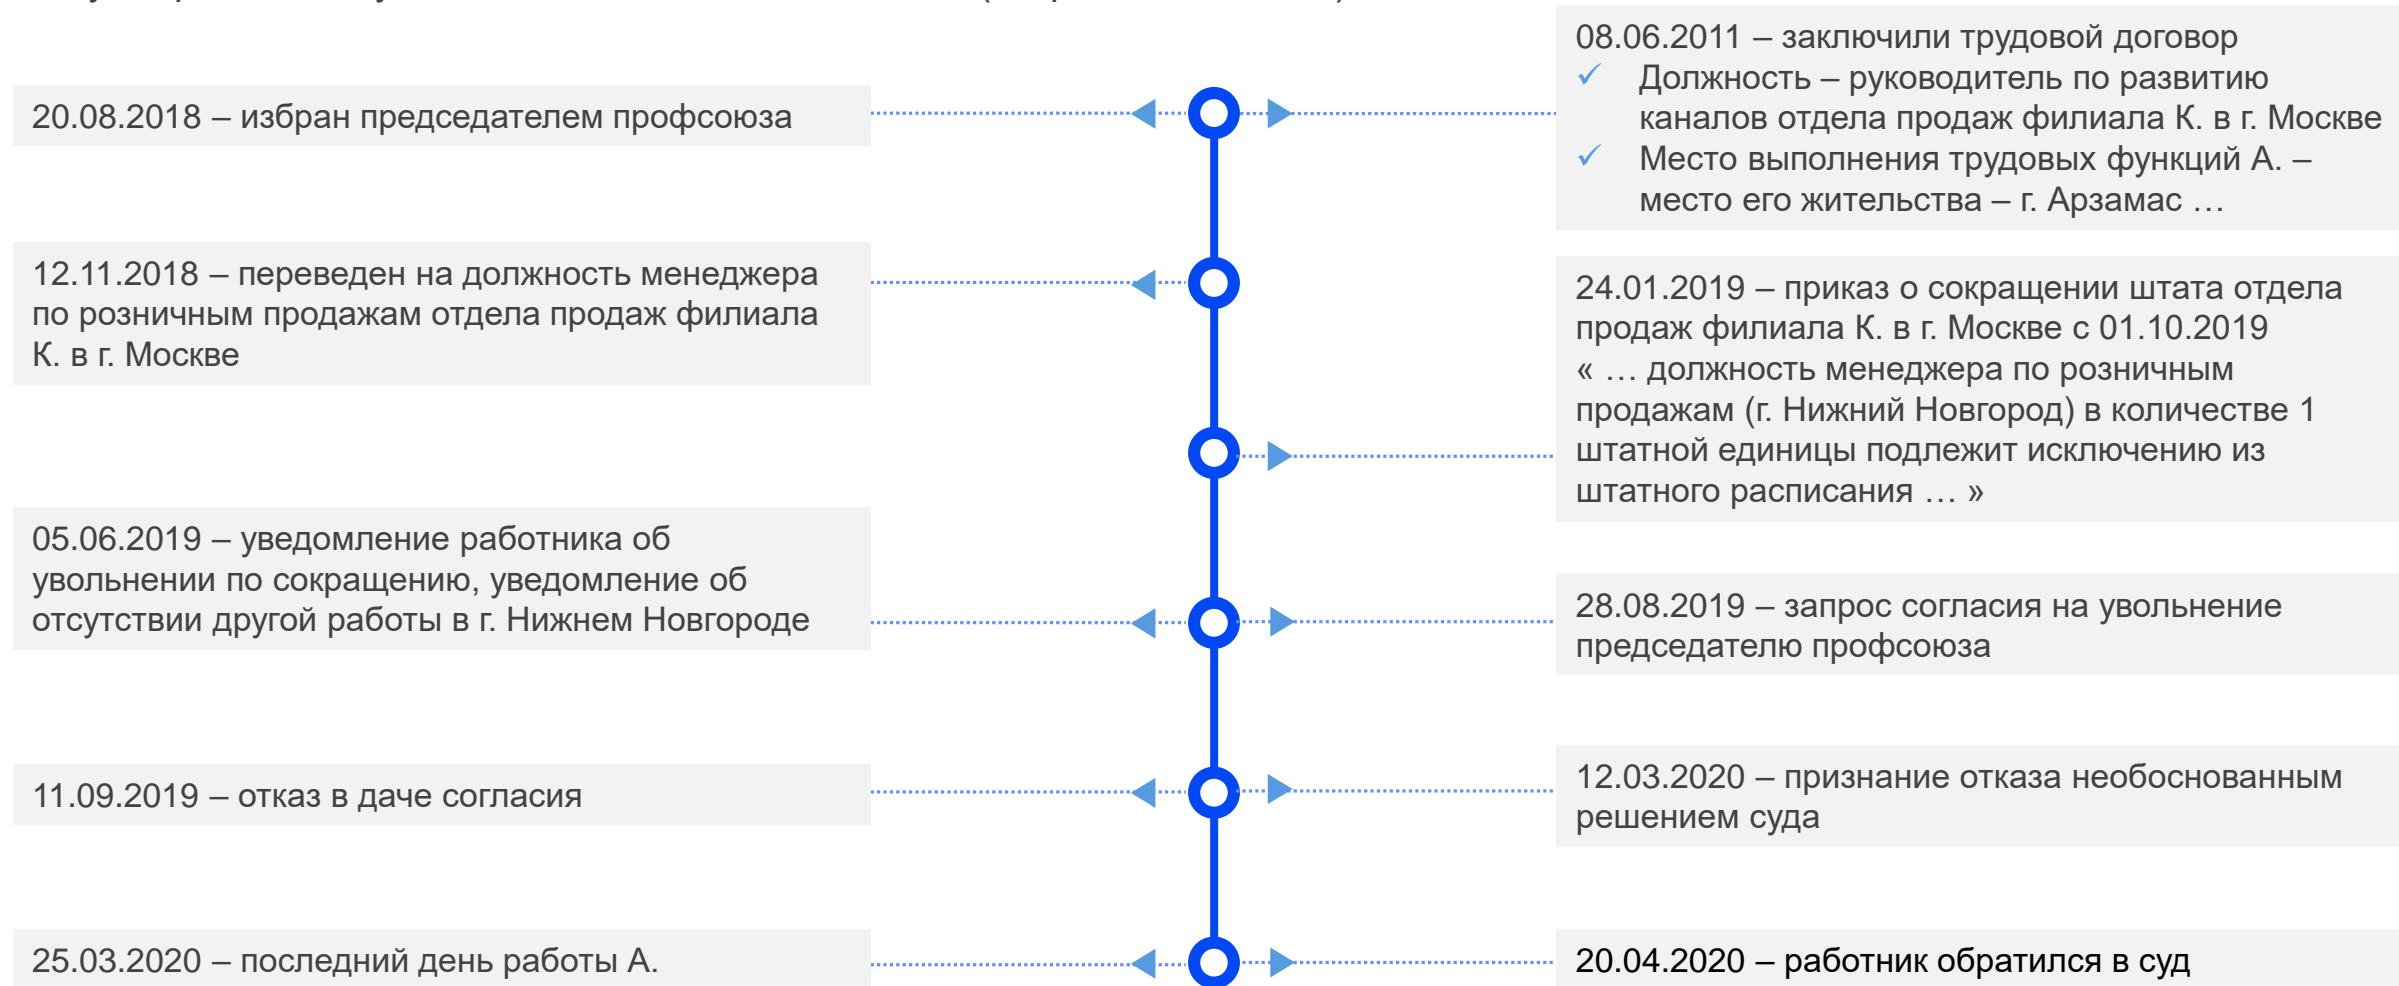 08.06.2011 – заключили трудовой договор
✓ Должность – руководитель по развитию
каналов отдела продаж филиала К. в г. Москве
✓ Место выполнения трудовых функций А. –
место его жительства – г. Арзамас …
20.08.2018 – избран председателем профсоюза
12.11.2018 – переведен на должность менеджера
по розничным продажам отдела продаж филиала
К. в г. Москве
24.01.2019 – приказ о сокращении штата отдела
продаж филиала К. в г. Москве с 01.10.2019
« … должность менеджера по розничным
продажам (г. Нижний Новгород) в количестве 1
штатной единицы подлежит исключению из
штатного расписания … »
05.06.2019 – уведомление работника об
увольнении по сокращению, уведомление об
отсутствии другой работы в г. Нижнем Новгороде
28.08.2019 – запрос согласия на увольнение
председателю профсоюза
11.09.2019 – отказ в даче согласия
12.03.2020 – признание отказа необоснованным
решением суда
25.03.2020 – последний день работы А.
20.04.2020 – работник обратился в суд